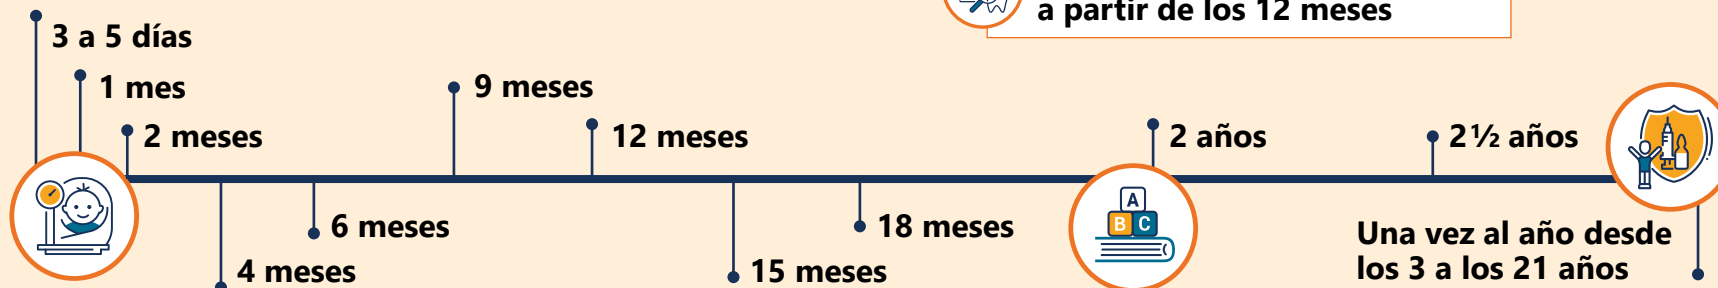 a partir de los 12 meses
3 a 5 días
1 mes
2 meses
4 meses
6 meses
9 meses
12 meses
15 meses
18 meses
2 años
2½ años
Una vez al año desde
los 3 a los 21 años
A
B C